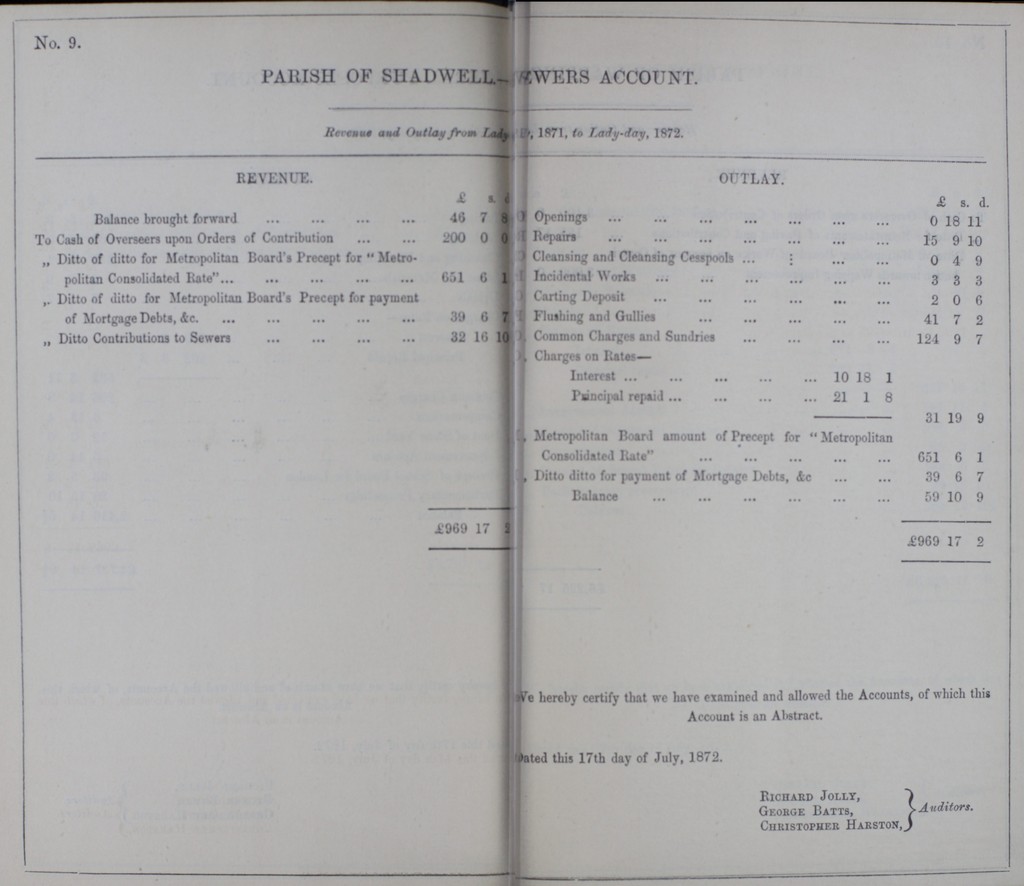 No. 9.
PARISH OF SHADWELL.— EWERS ACCOUNT.
Revenue and Outlay from Lady , 1871, to Lady-day, 1872.
REVENUE.
£ s. d
Balance brought forward ... ... ... ... 46 7 8
To Cash of Overseers upon Orders of Contribution ... ... 200 0 0
„ Ditto of ditto for Metropolitan Board's Precept for " Metro-
politan Consolidated Rate"... ... ... ... ... 651 6 1
„ Ditto of ditto for Metropolitan Board's Precept for payment
of Mortgage Debts, &c. ... ... ... ... ... 39 6 7
„ Ditto Contributions to Sewers ... ... ... ... 32 16 10
£969 17 2
OUTLAY.
£ s. d.
Openings ... ... ... ... ... ... ... 0 18 11
Repairs ... ... ... ... ... ... ... 15 9 10
Cleansing and Cleansing Cesspools ... ... ... ... 0 4 9
Incidental Works ... ... ... ... ... ... 3 3 3
Carting Deposit ... ... ... ... ... ... 2 0 6
Flushing and Gullies ... ... ... ... ... 41 7 2
Common Charges and Sundries ... ... ... ... 124 9 7
Charges on Rates—
Interest ... ... ... ... ... 10 18 1
Principal repaid ... ... ... ... ... 21 1 8
31 19 9
Metropolitan Board amount of Precept for " Metropolitan
Consolidated Rate" ... ... ... ... ... 651 6 1
Ditto ditto for payment of Mortgage Debts, &c ... ... 39 6 7
Balance ... ... ... ... ... ... 59 10 9
£969 17 2
We hereby certify that we have examined and allowed the Accounts, of which this
Account is an Abstract.
Dated this 17th day of July, 1872.
RICHARD JOLLY,
GEORGE BATTS, Auditors.
CHRISTOPHER HARSTON,